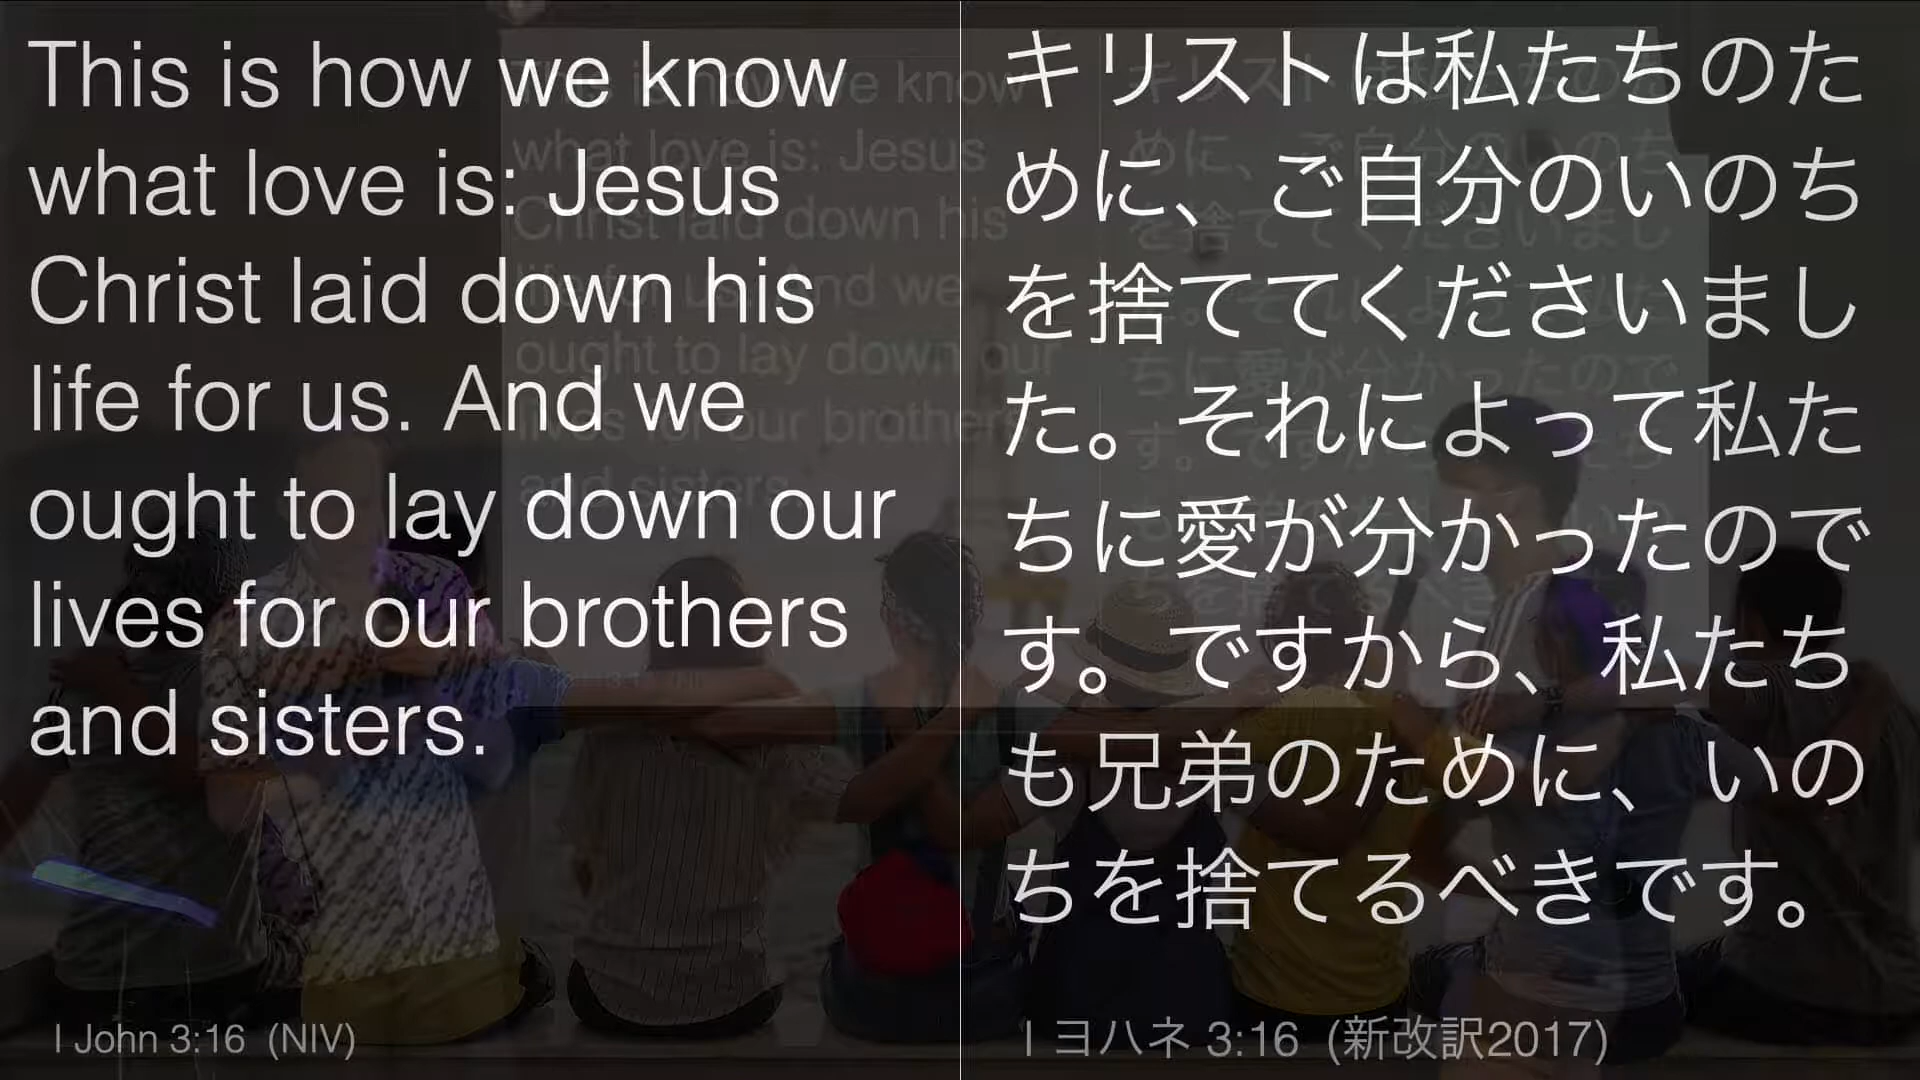 This is how we know
what love is: Jesus
Christ laid down his
life for us. And we
ought to lay down our
lives for our brothers
and sisters.
I John 3:16 (NIV)
キリストは私たちのた
めに、ご自分のいのち
を捨ててくださいまし
た。それによって私た
ちに愛が分かったので
す。ですから、私たち
も兄弟のために、いの
ちを捨てるべきです。
I ヨハネ 3:16 (新改訳2017)